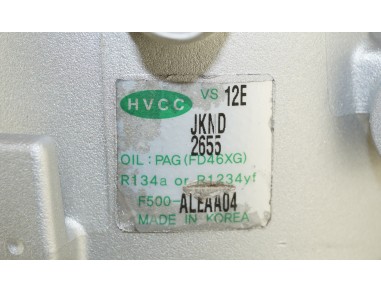 HVCC VS 12E
JKND
2655
OIL: PAG(FD46XG)
R134a or R1234yf
F500-ALEAA04
MADE IN KOREA